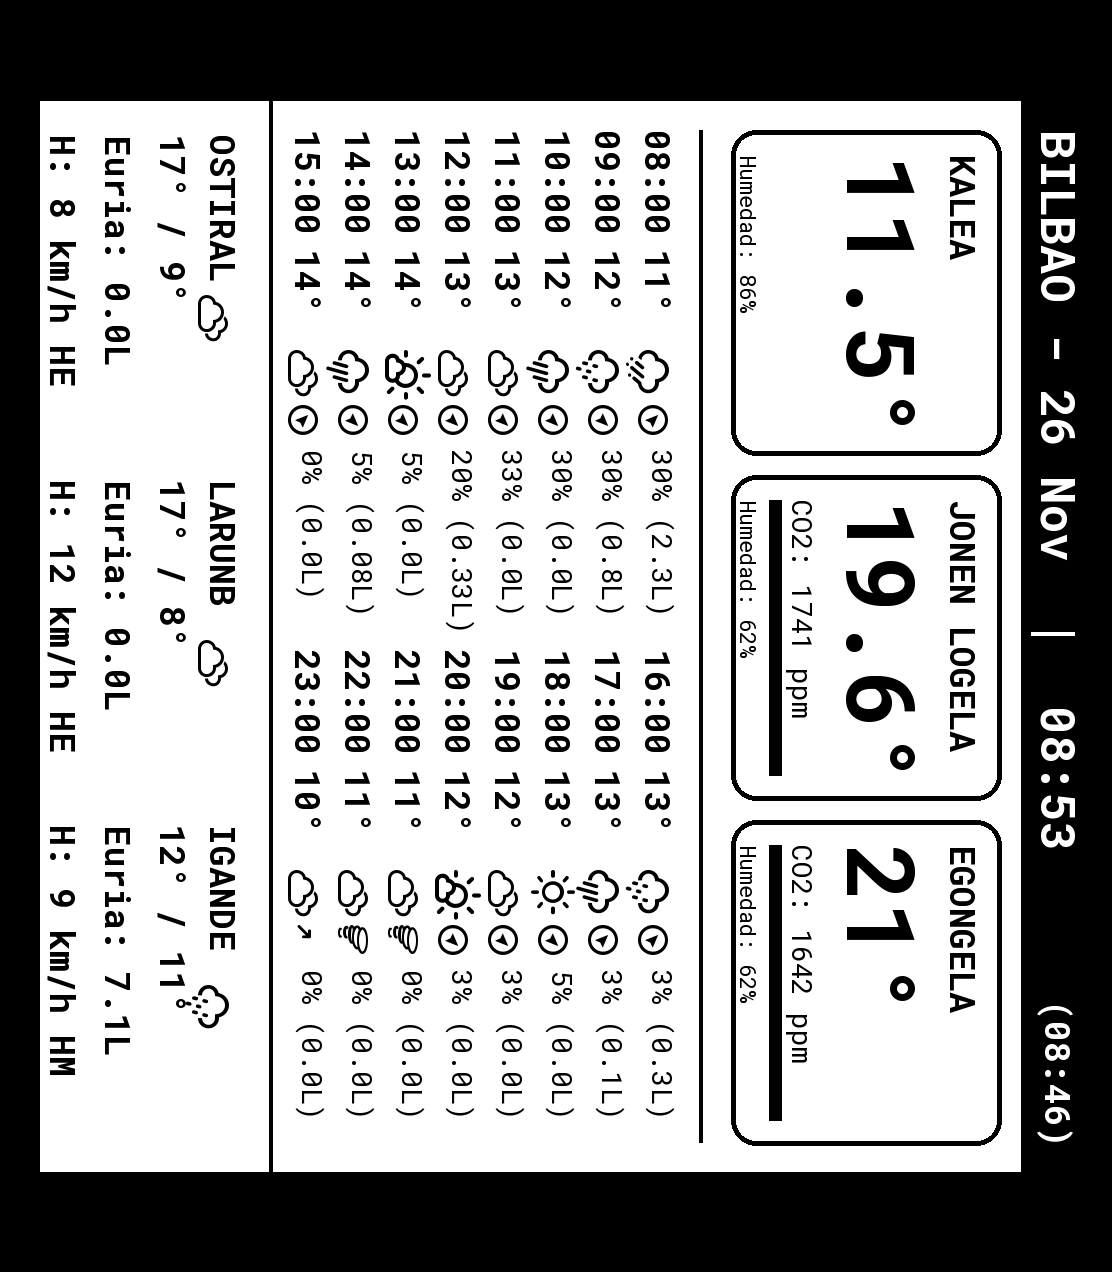 BILBAO - 26 Nov | 08:53 (08:46)
KALEA
11.5°
Humedad: 86%
JONEN LOGELA
19.6°
CO2: 1741 ppm
Humedad: 62%
EGONGELA
21°
CO2: 1642 ppm
Humedad: 62%
08:00 11° 30% (2.3L)
09:00 12° 30% (0.8L)
10:00 12° 30% (0.0L)
11:00 13° 33% (0.0L)
12:00 13° 20% (0.33L)
13:00 14° 5% (0.0L)
14:00 14° 5% (0.08L)
15:00 14° 0% (0.0L)
16:00 13° 3% (0.3L)
17:00 13° 3% (0.1L)
18:00 13° 5% (0.0L)
19:00 12° 3% (0.0L)
20:00 12° 3% (0.0L)
21:00 11° 0% (0.0L)
22:00 11° 0% (0.0L)
23:00 10° 0% (0.0L)
OSTIRAL
17° / 9°
Euria: 0.0L
H: 8 km/h HE
LARUNB
17° / 8°
Euria: 0.0L
H: 12 km/h HE
IGANDE
12° / 11°
Euria: 7.1L
H: 9 km/h HM